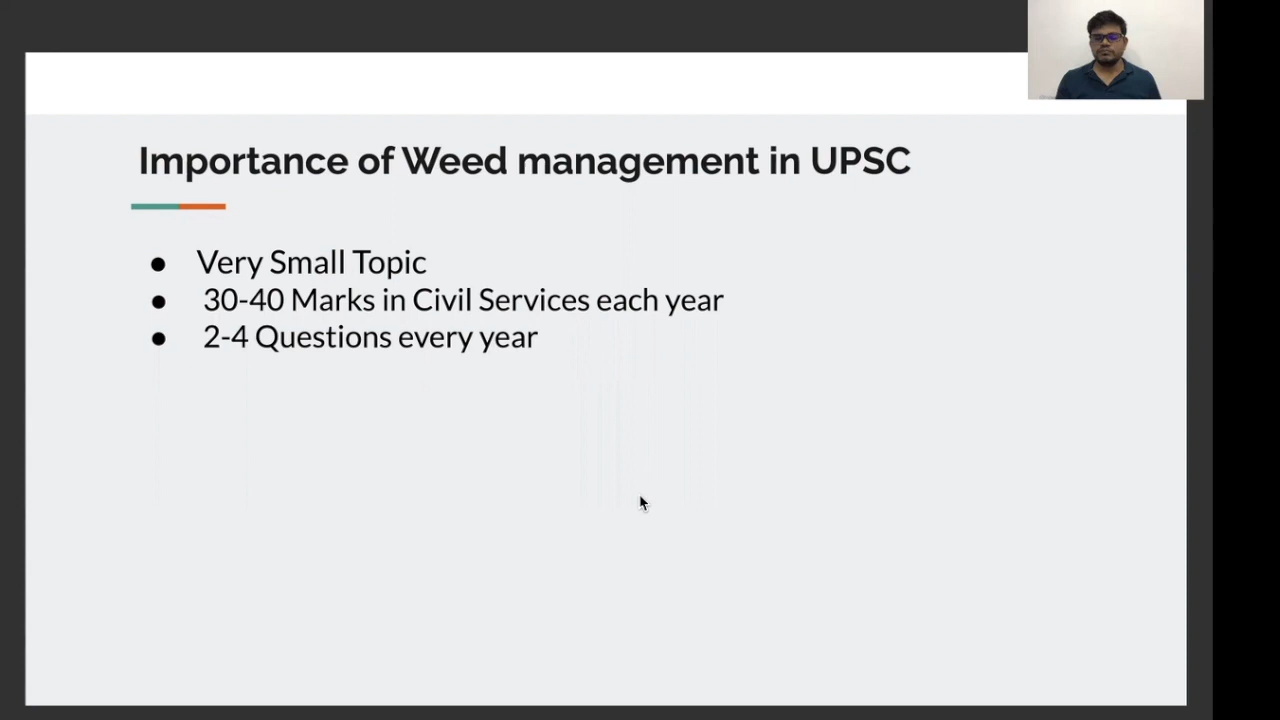 Importance of Weed management in UPSC
● Very Small Topic
● 30-40 Marks in Civil Services each year
● 2-4 Questions every year